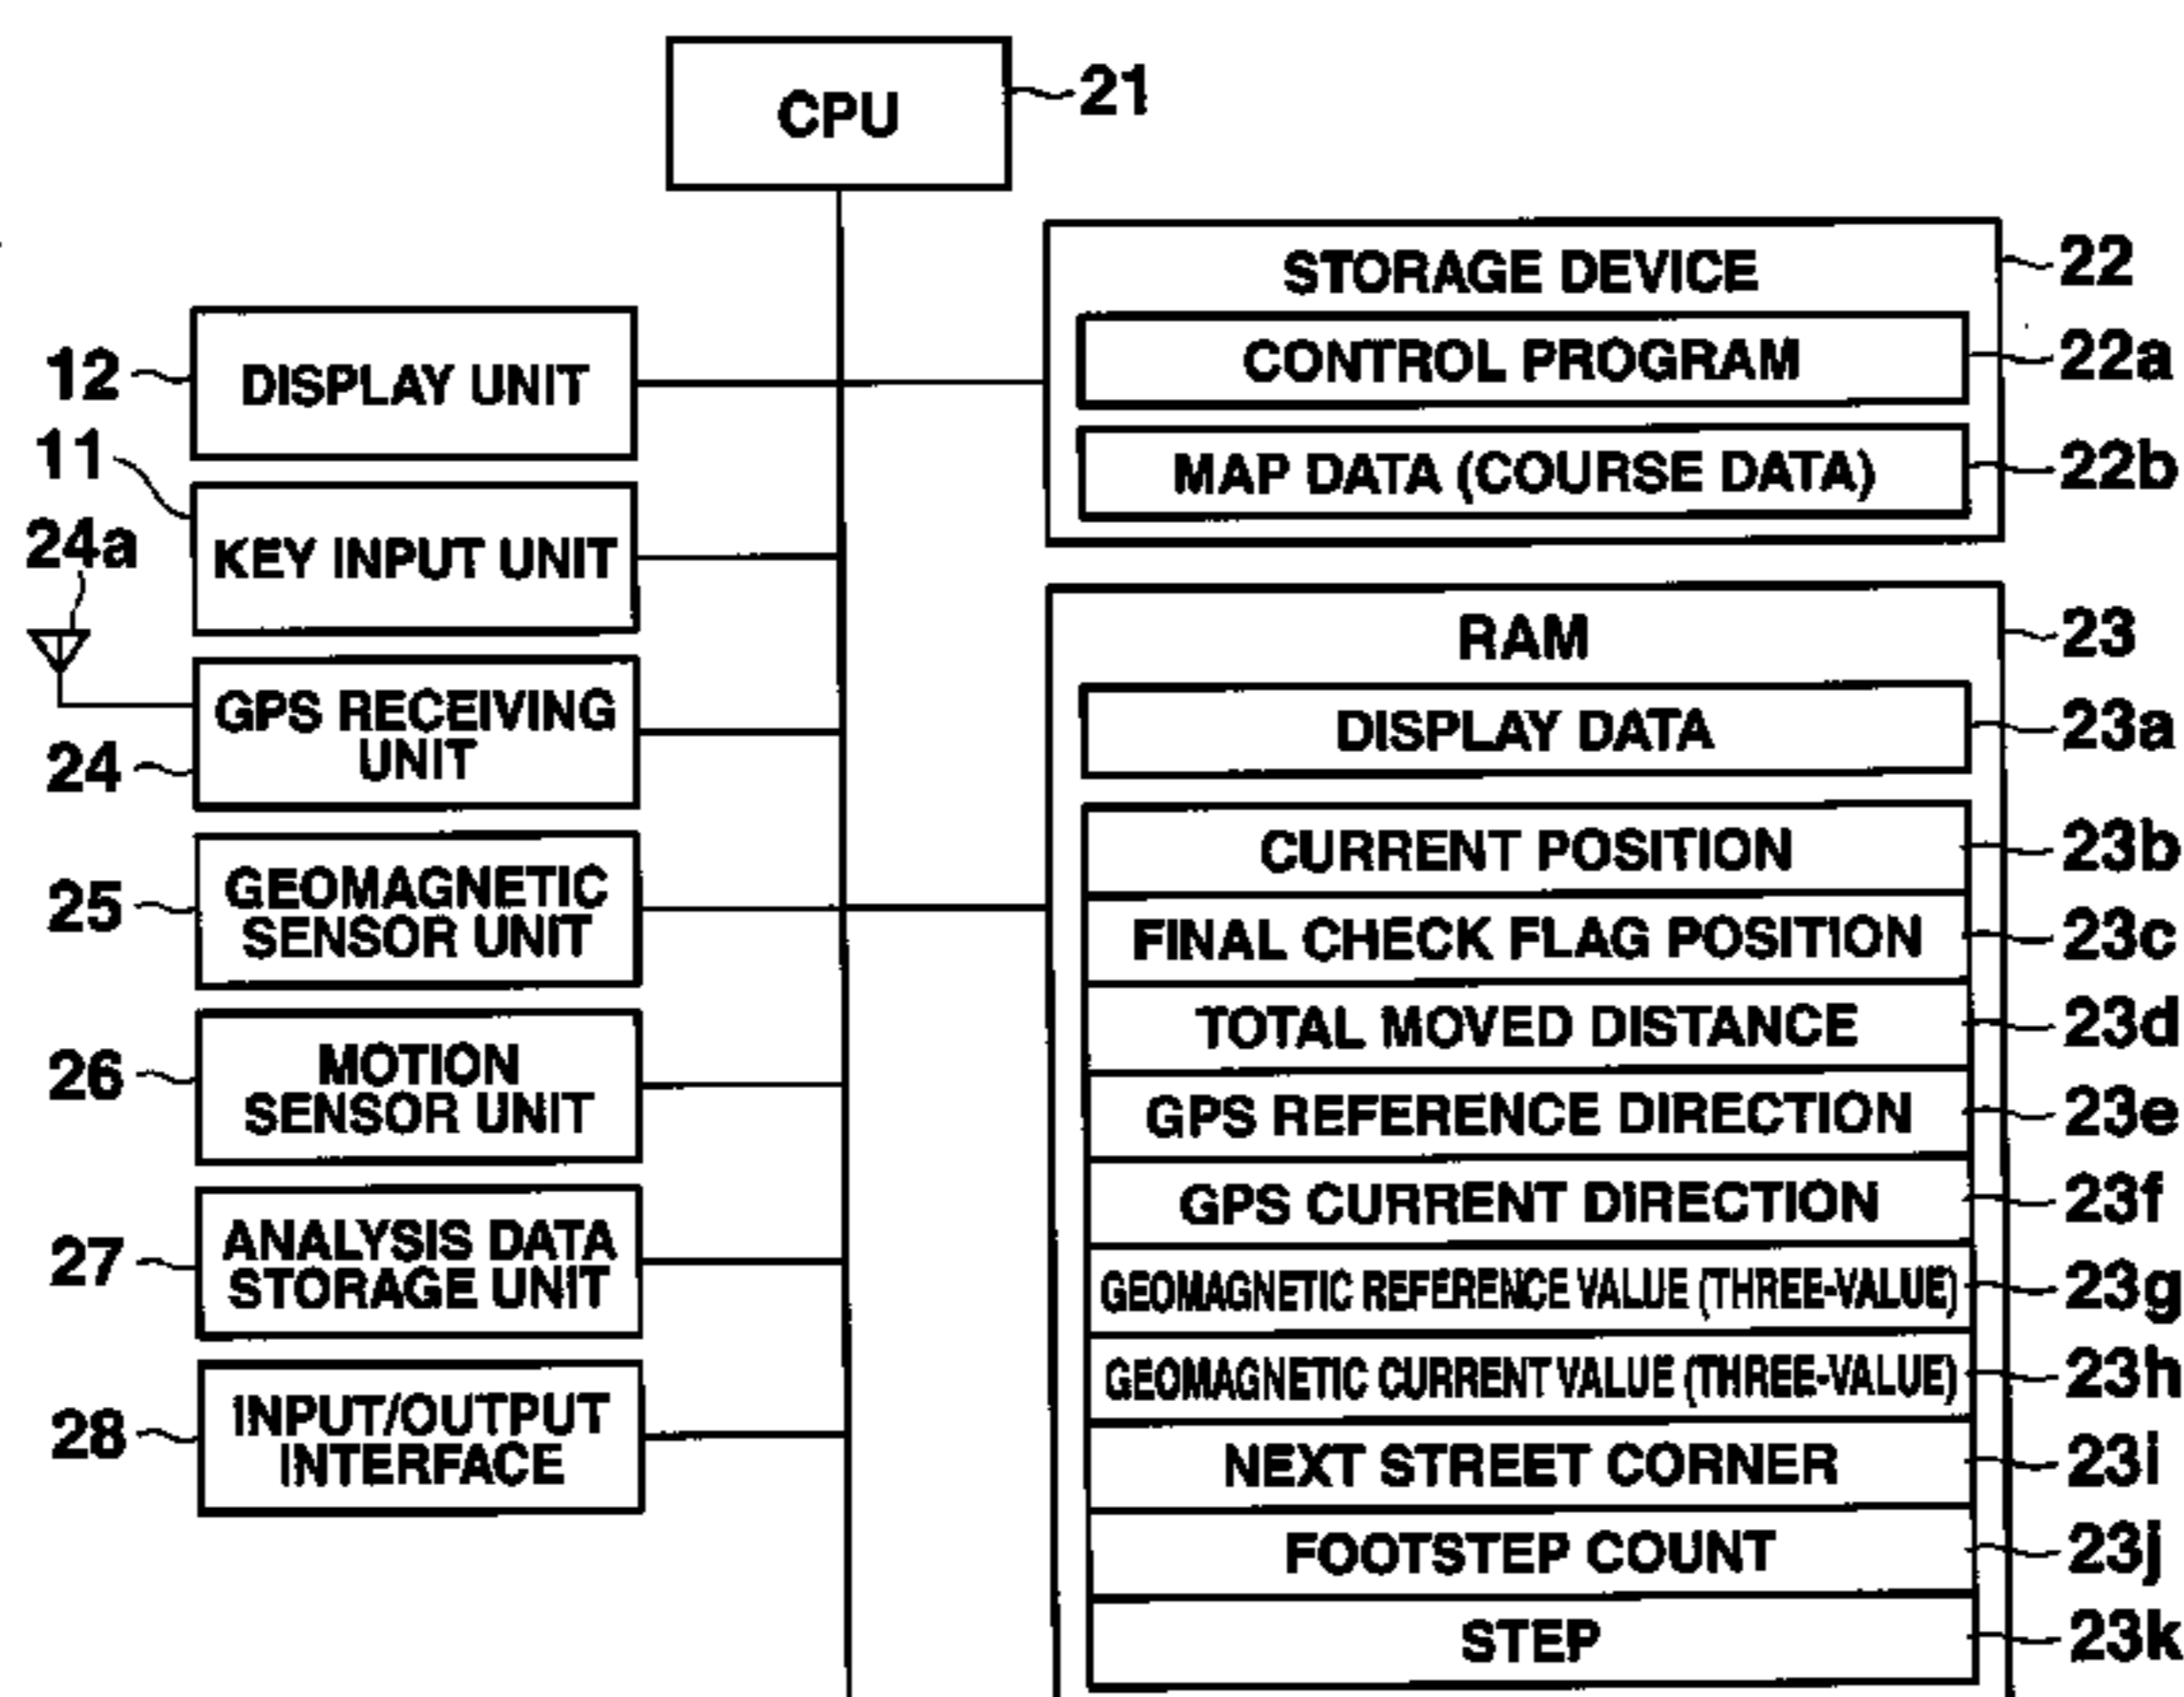 CPU
21
STORAGE DEVICE
22
CONTROL PROGRAM
22a
MAP DATA (COURSE DATA)
22b
12
DISPLAY UNIT
11
KEY INPUT UNIT
24a
GPS RECEIVING
UNIT
24
25
GEOMAGNETIC
SENSOR UNIT
26
MOTION
SENSOR UNIT
27
ANALYSIS DATA
STORAGE UNIT
28
INPUT/OUTPUT
INTERFACE
RAM
23
DISPLAY DATA
23a
CURRENT POSITION
23b
FINAL CHECK FLAG POSITION
23c
TOTAL MOVED DISTANCE
23d
GPS REFERENCE DIRECTION
23e
GPS CURRENT DIRECTION
23f
GEOMAGNETIC REFERENCE VALUE (THREE-VALUE)
23g
GEOMAGNETIC CURRENT VALUE (THREE-VALUE)
23h
NEXT STREET CORNER
23i
FOOTSTEP COUNT
23j
STEP
23k